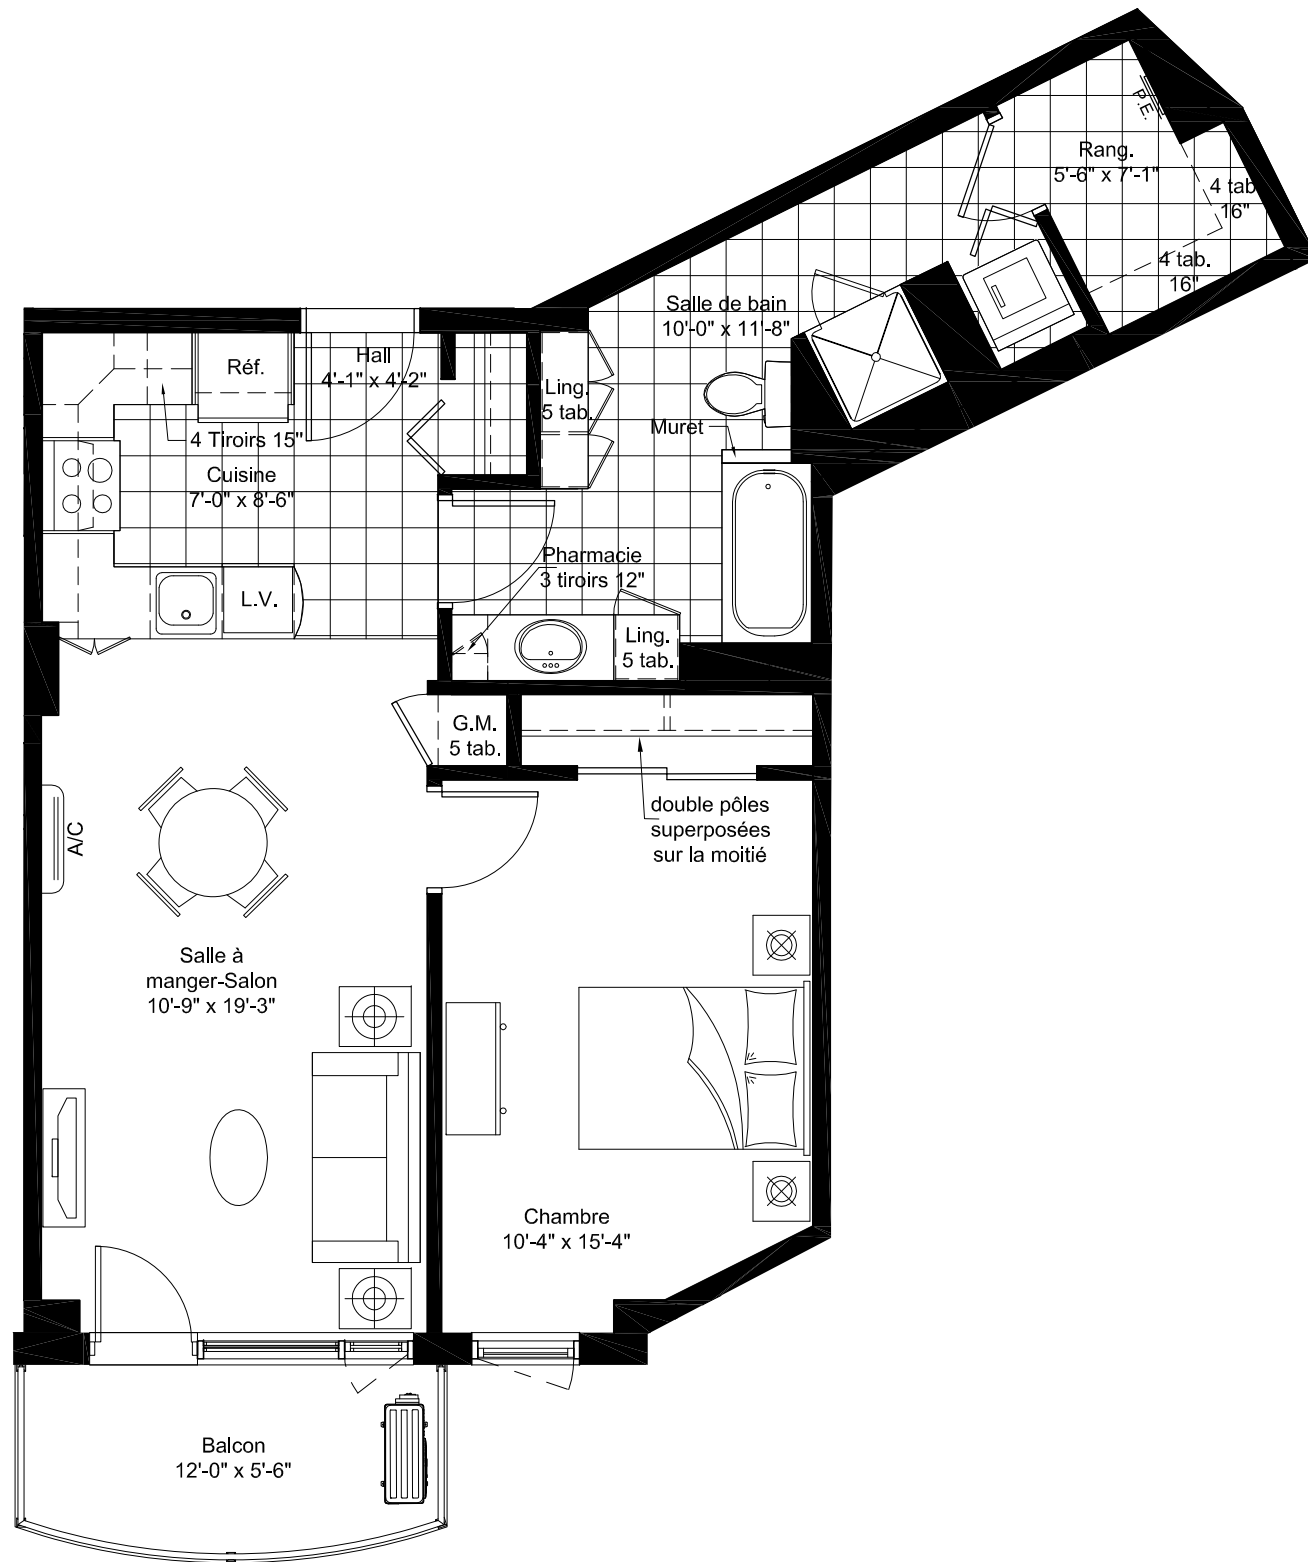 P.E.
Rang.
5'-6" x 7'-1"
4 tab.
16"
4 tab.
16"
Salle de bain
10'-0" x 11'-8"
Hall
4'-1" x 4'-2"
Réf.
Ling.
5 tab.
Muret
4 Tiroirs 15"
Cuisine
7'-0" x 8'-6"
Pharmacie
3 tiroirs 12"
L.V.
Ling.
5 tab.
G.M.
5 tab.
double pôles
superposées
sur la moitié
A/C
Salle à
manger-Salon
10'-9" x 19'-3"
Chambre
10'-4" x 15'-4"
Balcon
12'-0" x 5'-6"